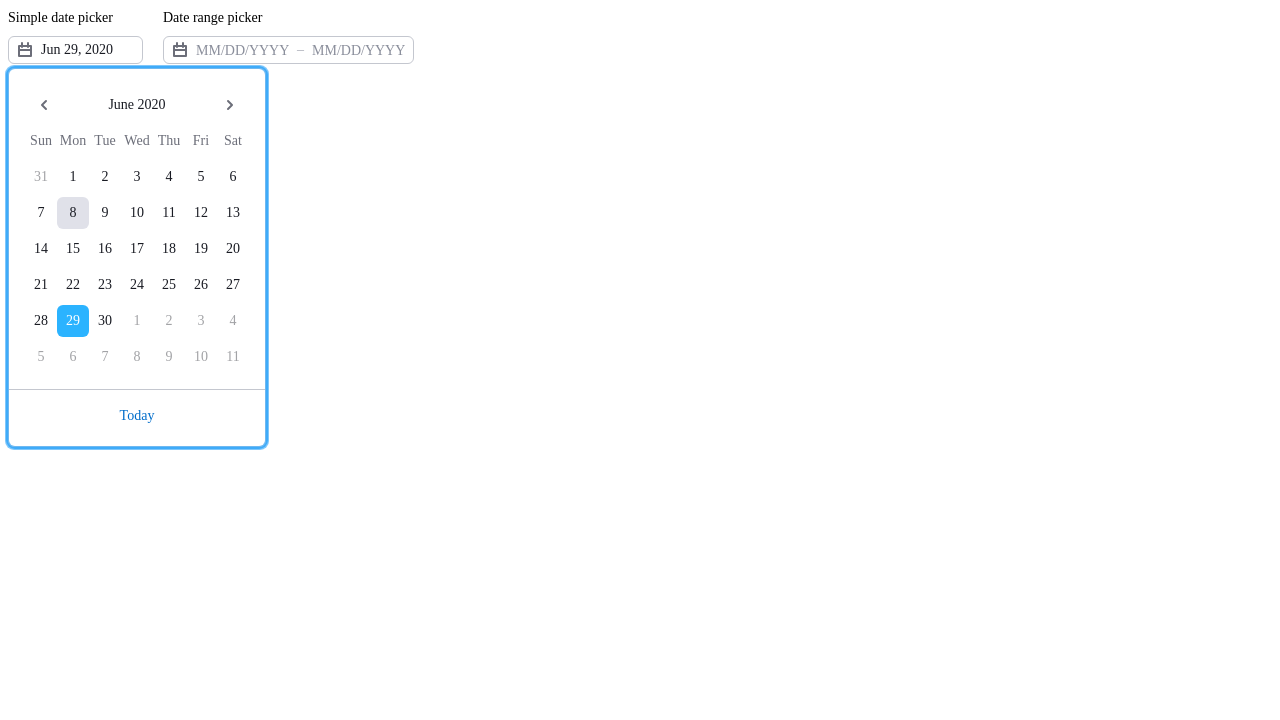 Simple date picker
Date range picker
Jun 29, 2020
MM/DD/YYYY – MM/DD/YYYY
June 2020
Sun Mon Tue Wed Thu Fri Sat
31 1 2 3 4 5 6
7 8 9 10 11 12 13
14 15 16 17 18 19 20
21 22 23 24 25 26 27
28 29 30 1 2 3 4
5 6 7 8 9 10 11
Today